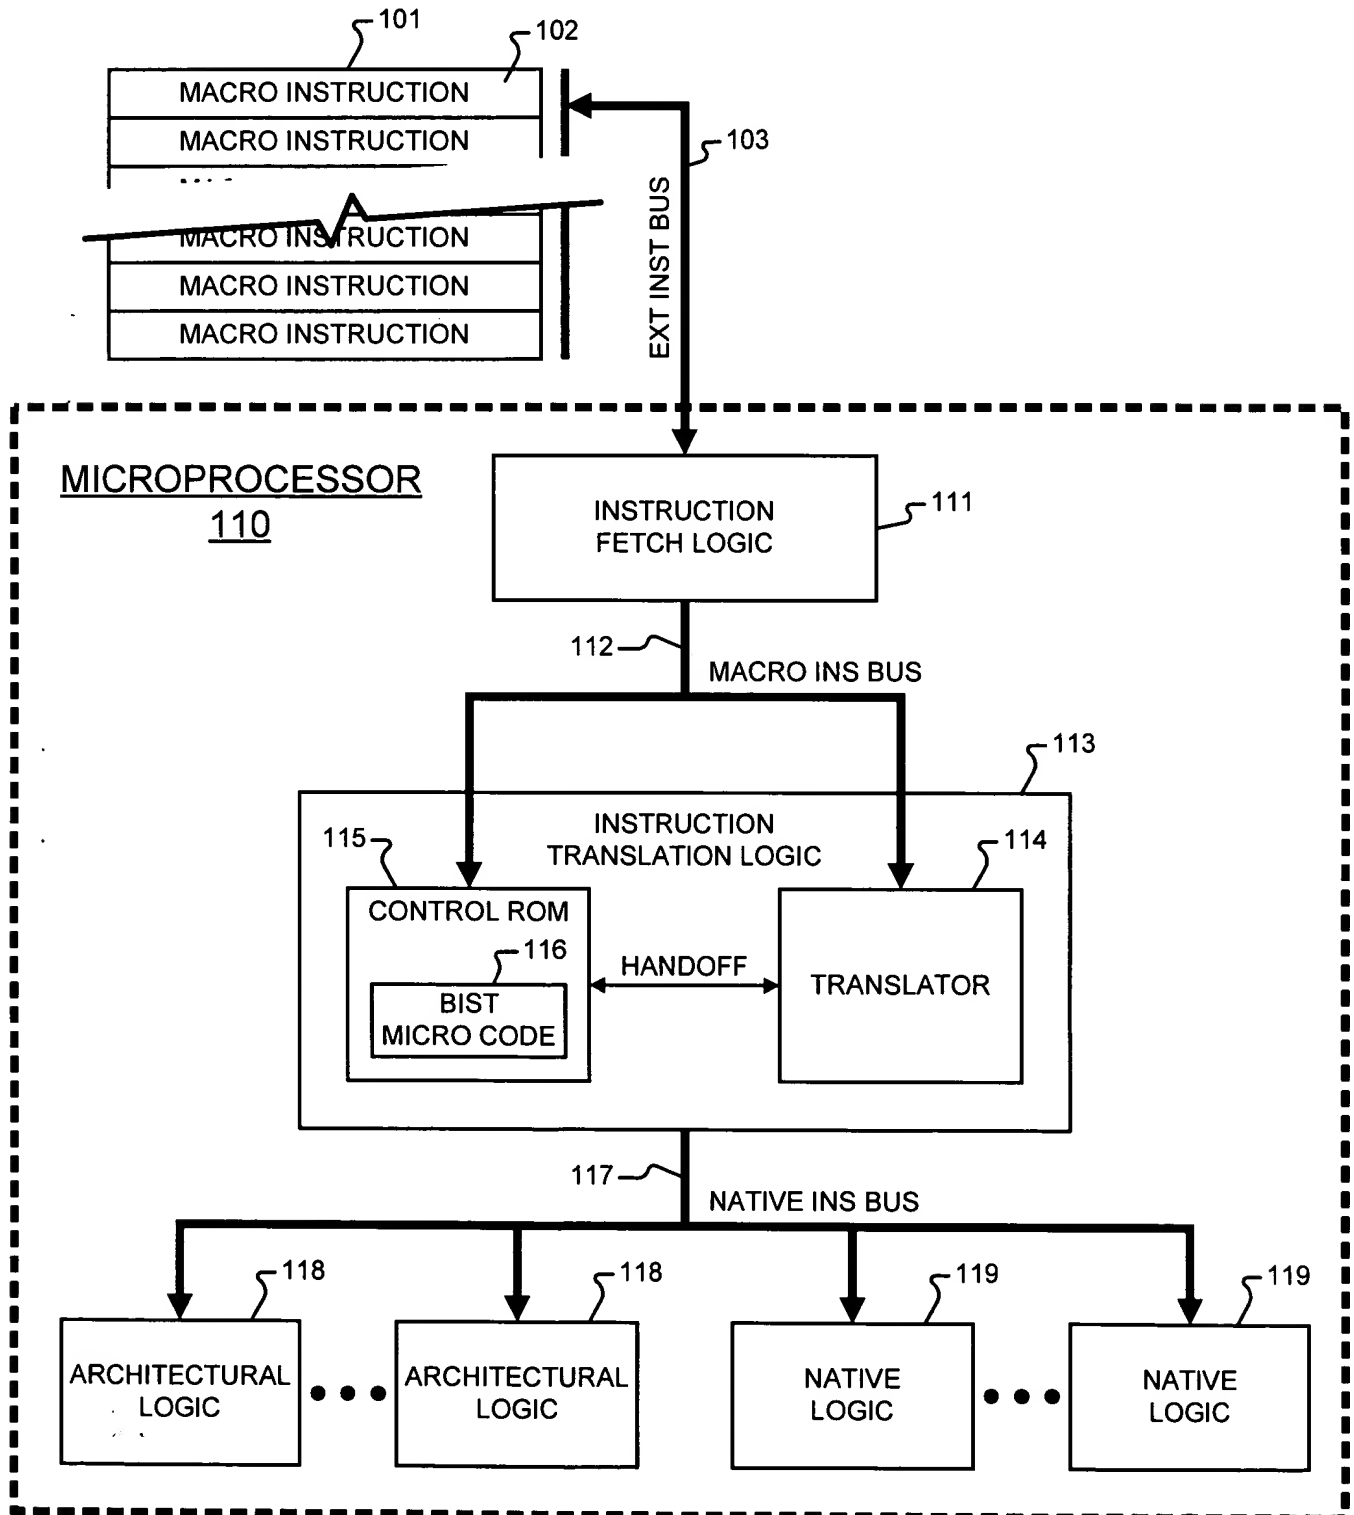 101
102
MACRO INSTRUCTION
MACRO INSTRUCTION
103
EXT INST BUS
MACRO INSTRUCTION
MACRO INSTRUCTION
MACRO INSTRUCTION
MICROPROCESSOR
110
INSTRUCTION
FETCH LOGIC
111
112
MACRO INS BUS
113
INSTRUCTION
TRANSLATION LOGIC
115
114
CONTROL ROM
116
BIST
MICRO CODE
HANDOFF
TRANSLATOR
117
NATIVE INS BUS
118
118
119
119
ARCHITECTURAL
LOGIC
ARCHITECTURAL
LOGIC
NATIVE
LOGIC
NATIVE
LOGIC